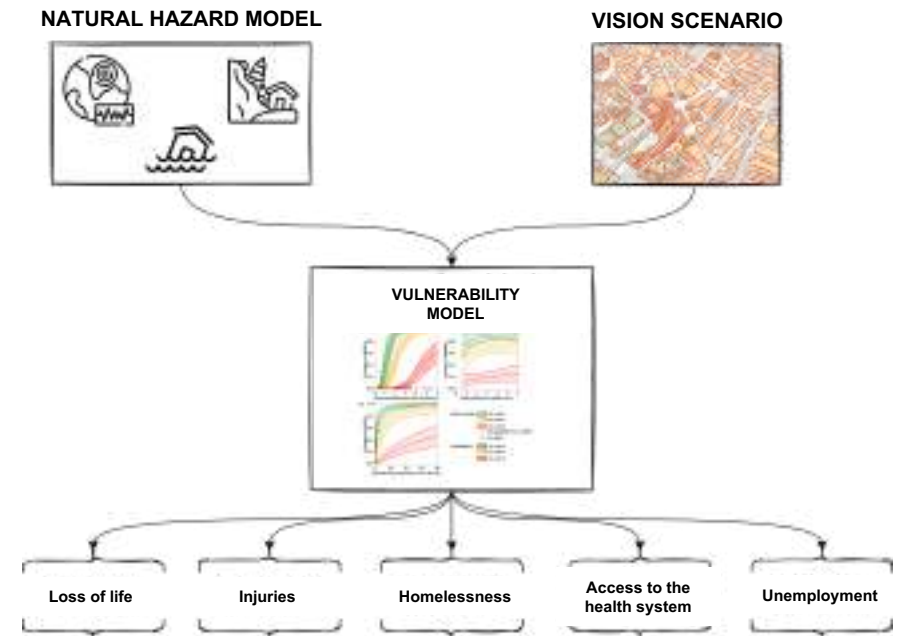 NATURAL HAZARD MODEL
VISION SCENARIO
VULNERABILITY
MODEL
Loss of life
Injuries
Homelessness
Access to the
health system
Unemployment